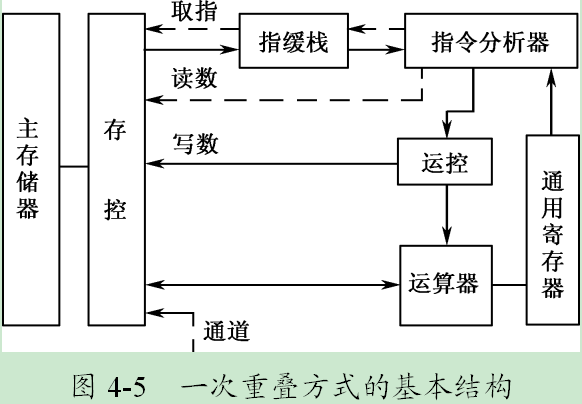 取指
指缓栈
指令分析器
读数
主存储器
存控
写数
运控
通用寄存器
运算器
通道
图 4-5 一次重叠方式的基本结构